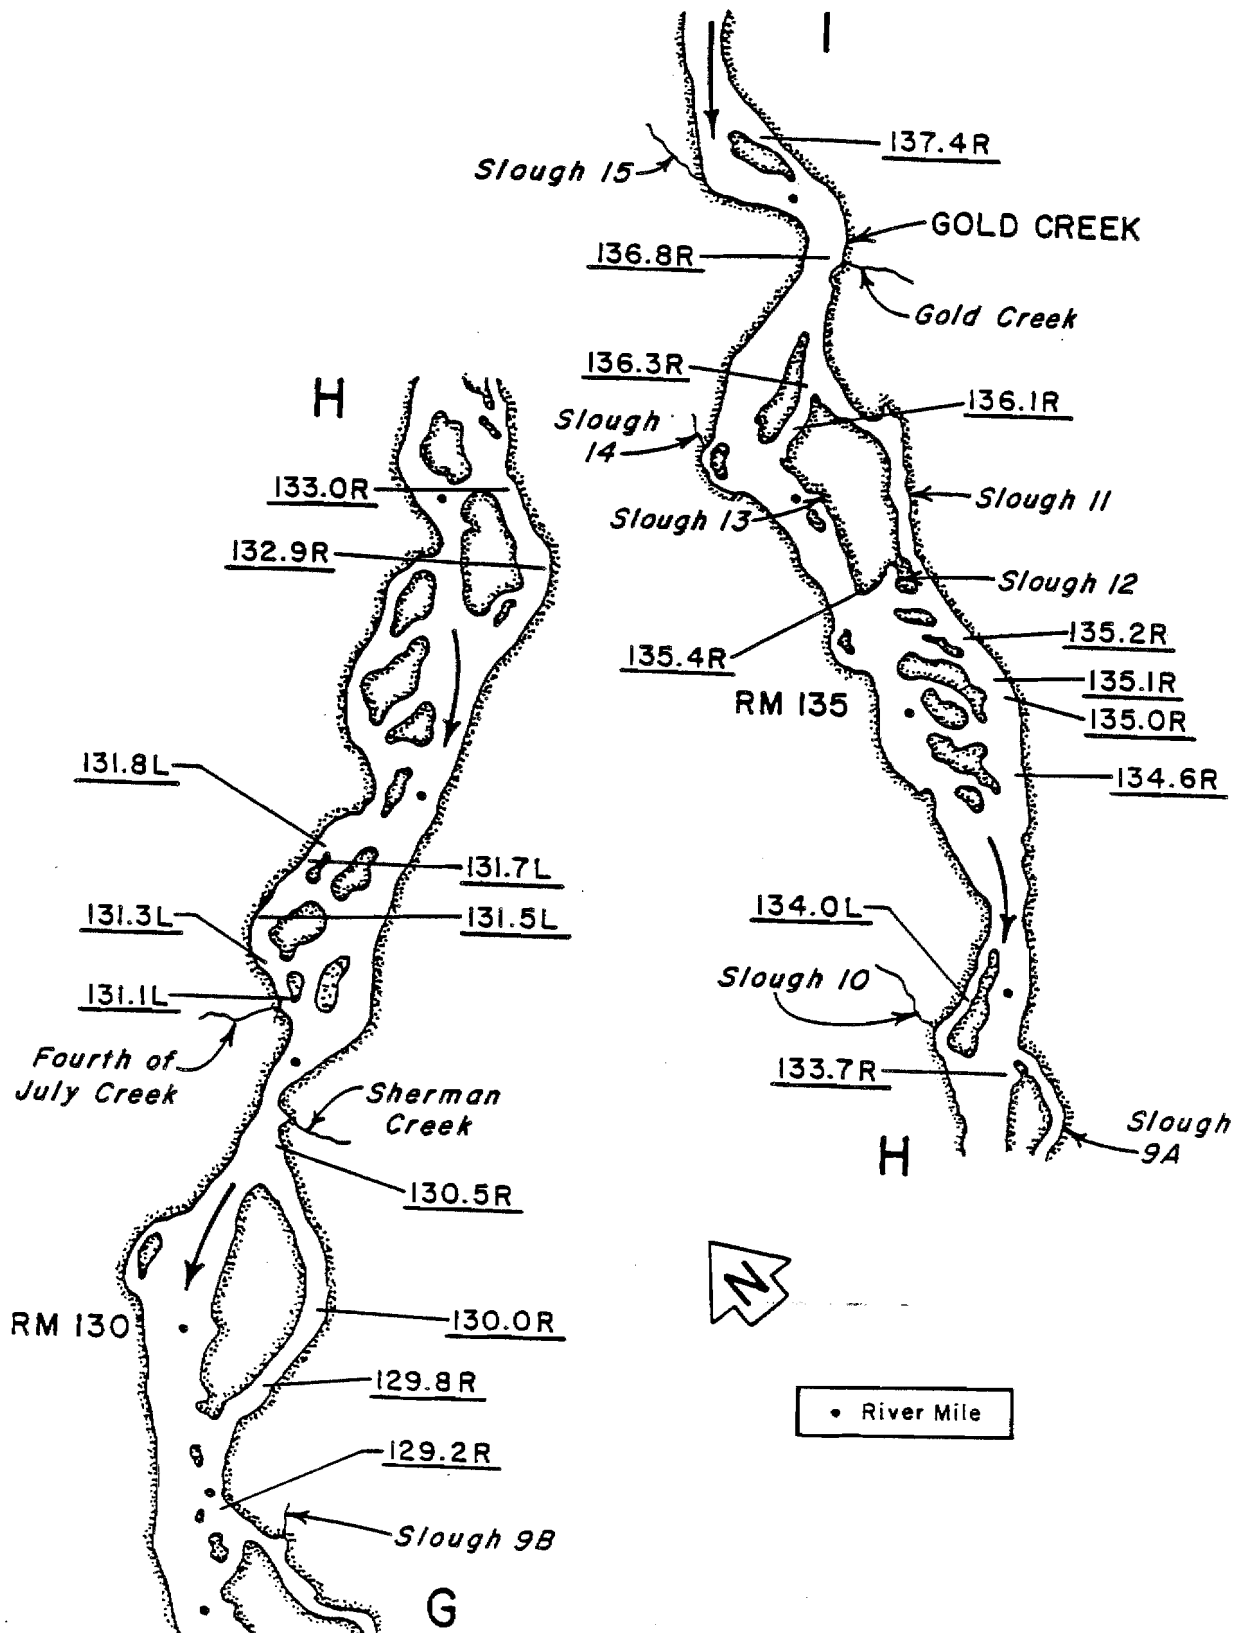 I
137.4R
Slough 15
GOLD CREEK
136.8R
Gold Creek
136.3R
136.1R
Slough
14
Slough 11
Slough 13
Slough 12
135.2R
135.4R
135.1R
RM 135
135.0R
134.6R
134.0L
Slough 10
133.7R
Slough
9A
H
H
133.0R
132.9R
131.8L
131.7L
131.3L
131.5L
131.1L
Fourth of
July Creek
Sherman
Creek
130.5R
RM 130
130.0R
129.8R
129.2R
Slough 9B
G
N
• River Mile